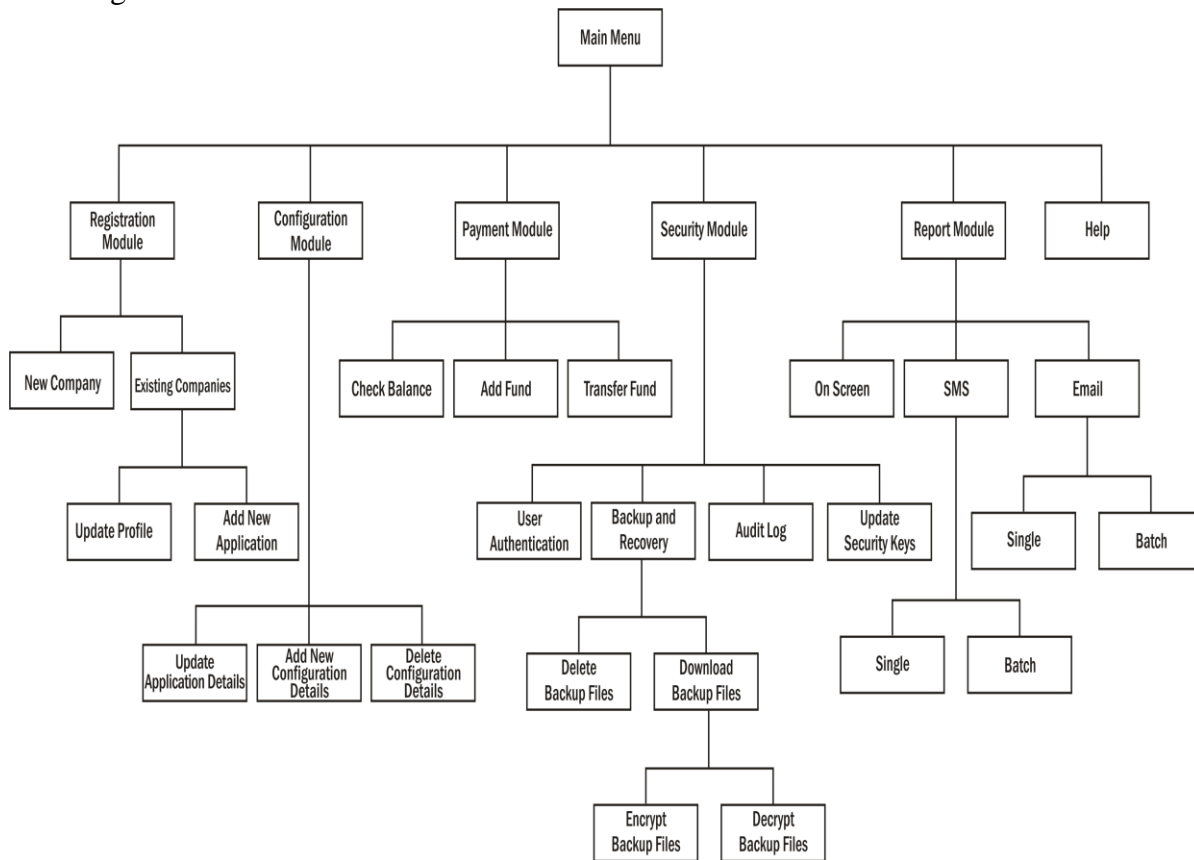 Main Menu
Registration
Module
Configuration
Module
Payment Module
Security Module
Report Module
Help
New Company
Existing Companies
Check Balance
Add Fund
Transfer Fund
On Screen
SMS
Email
Update Profile
Add New
Application
User
Authentication
Backup and
Recovery
Audit Log
Update
Security Keys
Single
Batch
Update
Application Details
Add New
Configuration
Details
Delete
Configuration
Details
Delete
Backup Files
Download
Backup Files
Single
Batch
Encrypt
Backup Files
Decrypt
Backup Files